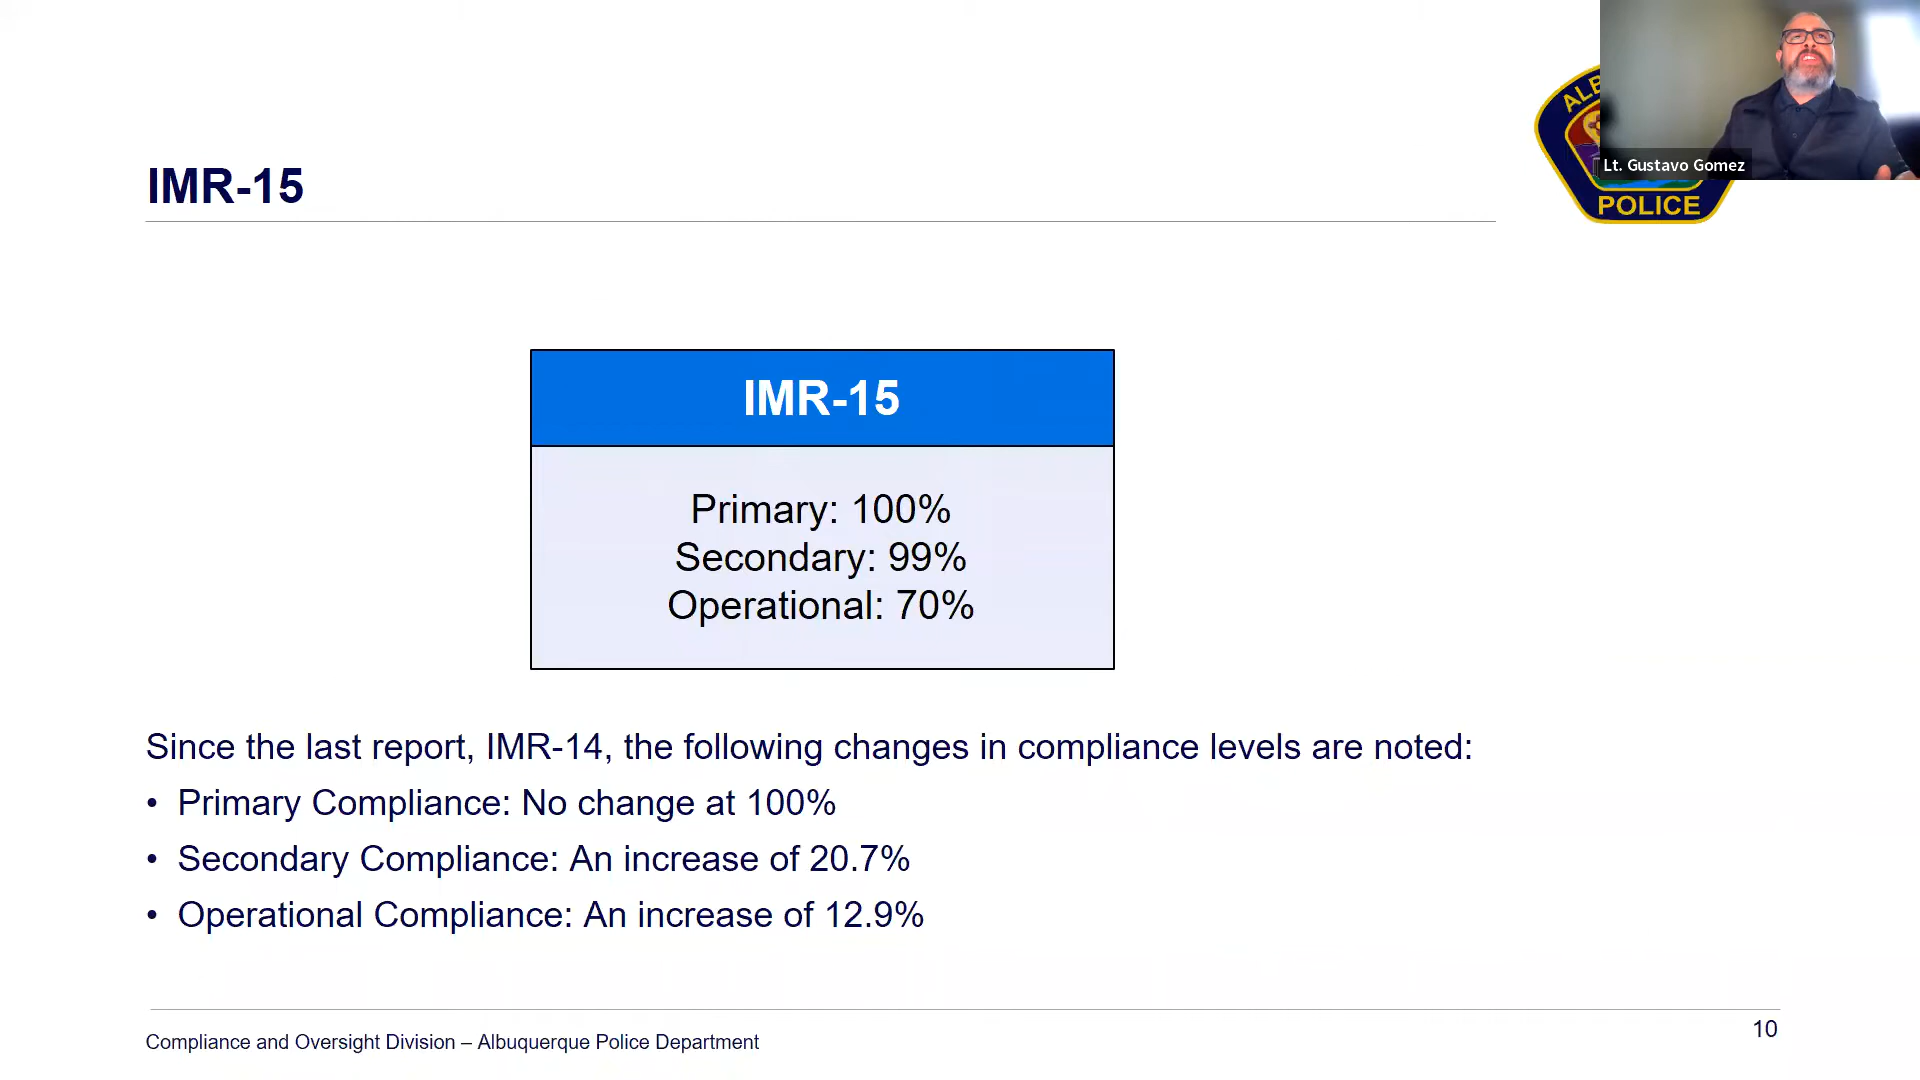 IMR-15
POLICE
Lt. Gustavo Gomez
IMR-15
Primary: 100%
Secondary: 99%
Operational: 70%
Since the last report, IMR-14, the following changes in compliance levels are noted:
• Primary Compliance: No change at 100%
• Secondary Compliance: An increase of 20.7%
• Operational Compliance: An increase of 12.9%
Compliance and Oversight Division – Albuquerque Police Department
10